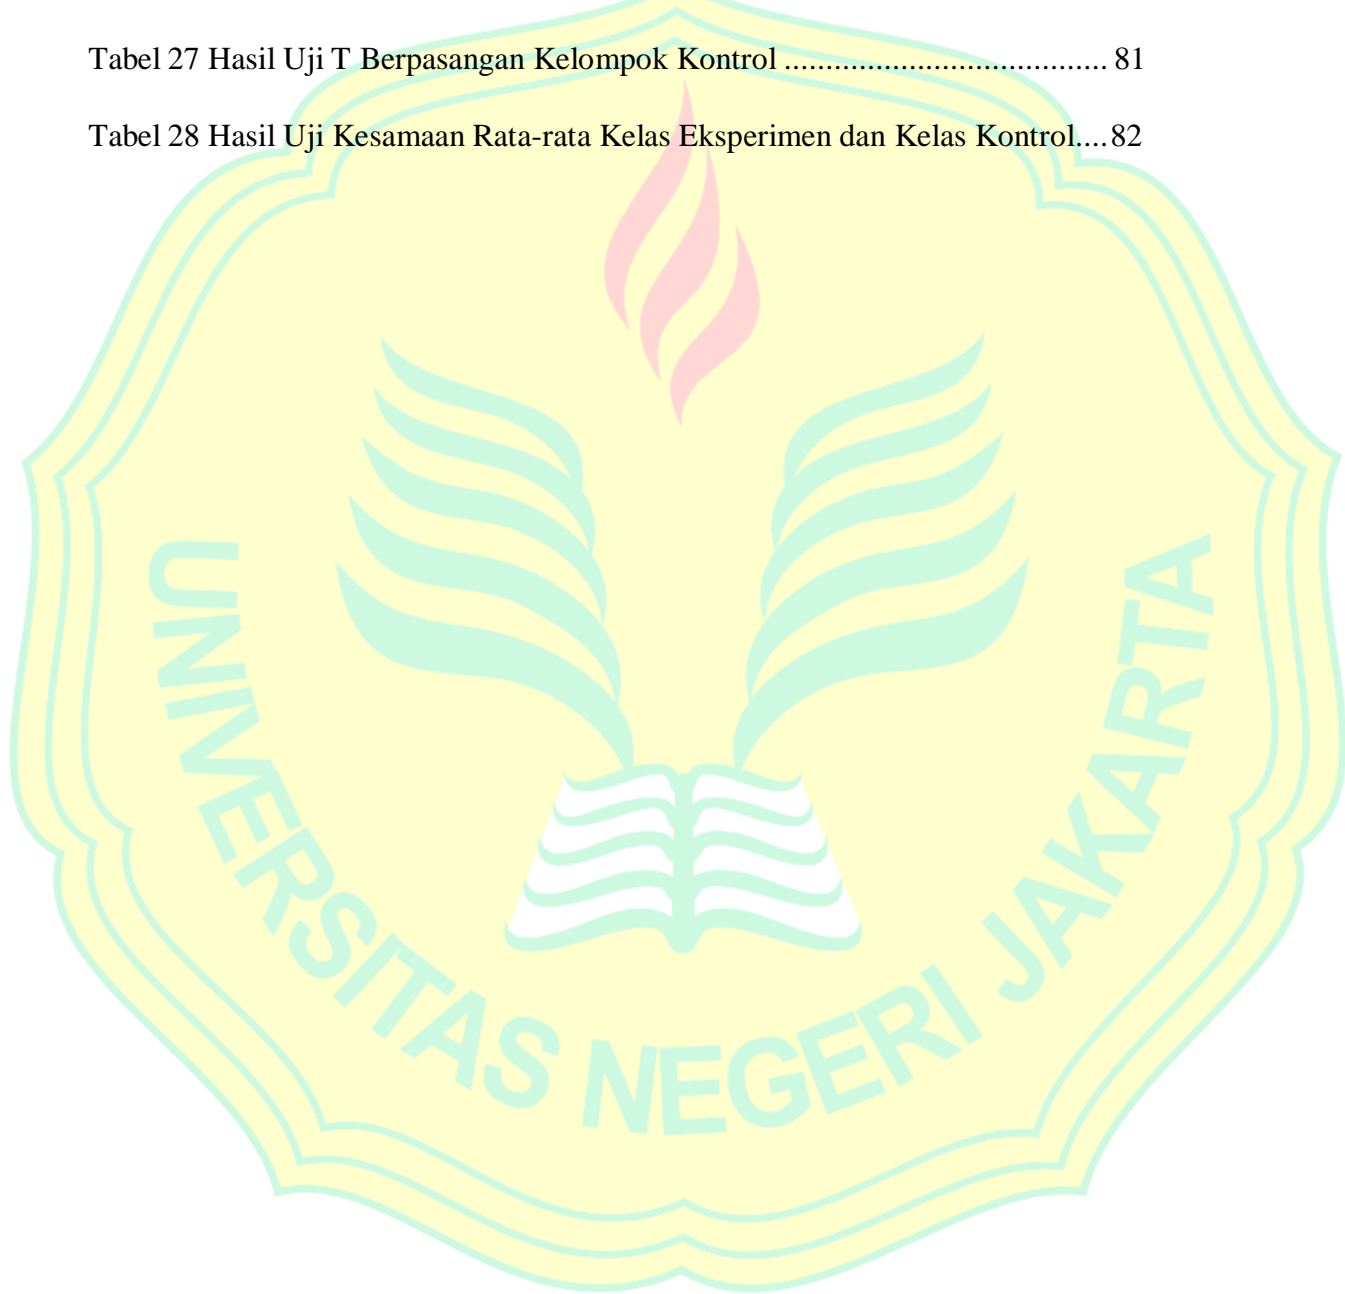 Tabel 27 Hasil Uji T Berpasangan Kelompok Kontrol ....................................... 81
Tabel 28 Hasil Uji Kesamaan Rata-rata Kelas Eksperimen dan Kelas Kontrol....82
UNIVERSITAS NEGERI JAKARTA